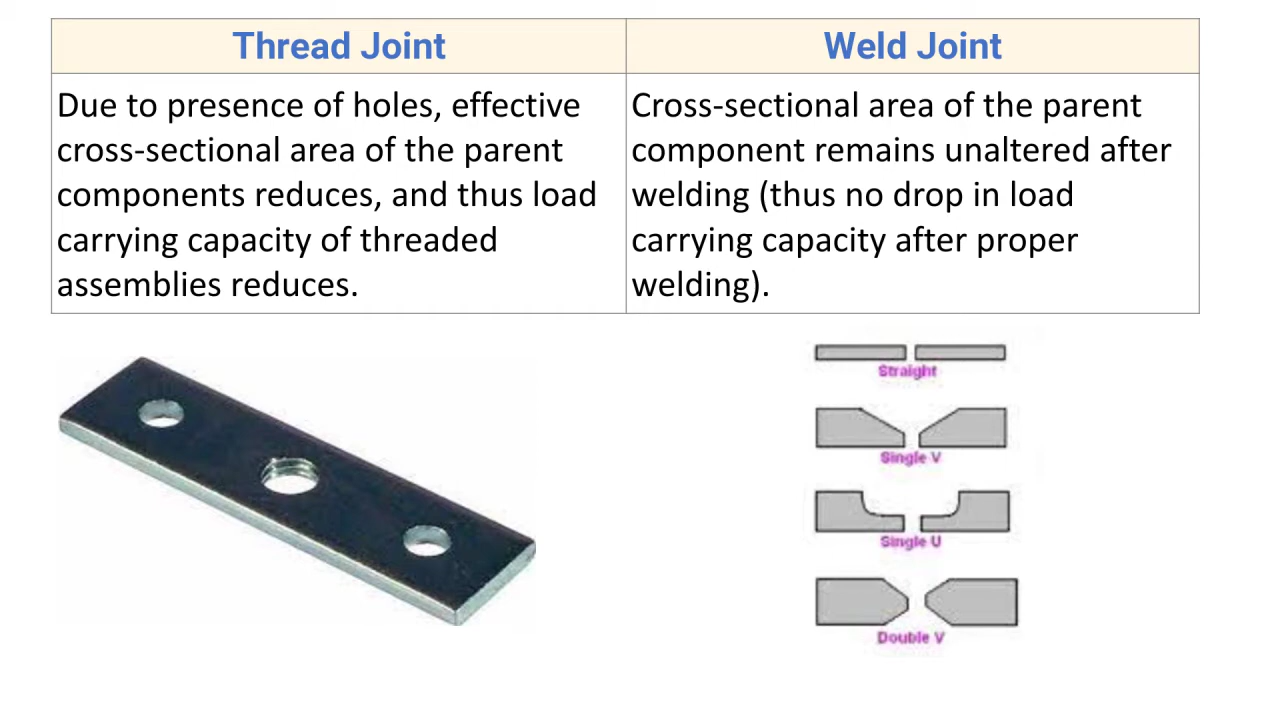 Thread Joint
Weld Joint
Due to presence of holes, effective
cross-sectional area of the parent
components reduces, and thus load
carrying capacity of threaded
assemblies reduces.
Cross-sectional area of the parent
component remains unaltered after
welding (thus no drop in load
carrying capacity after proper
welding).
Straight
Single V
Single U
Double V